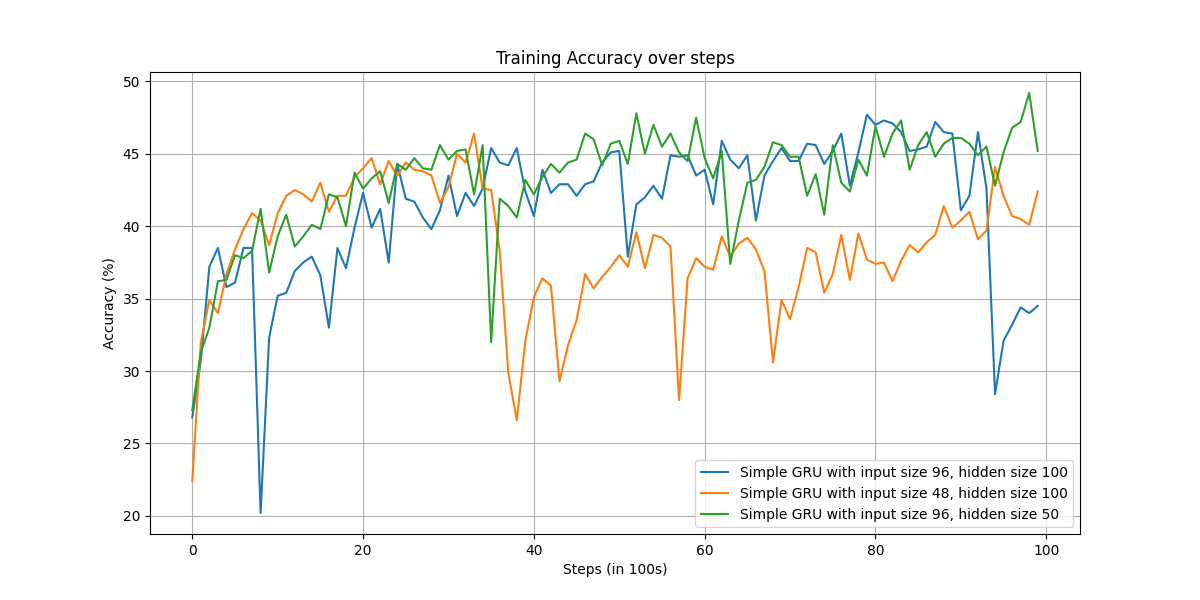 Training Accuracy over steps
50
45
40
35
30
25
20
Accuracy (%)
0
20
40
60
80
100
Steps (in 100s)
Simple GRU with input size 96, hidden size 100
Simple GRU with input size 48, hidden size 100
Simple GRU with input size 96, hidden size 50